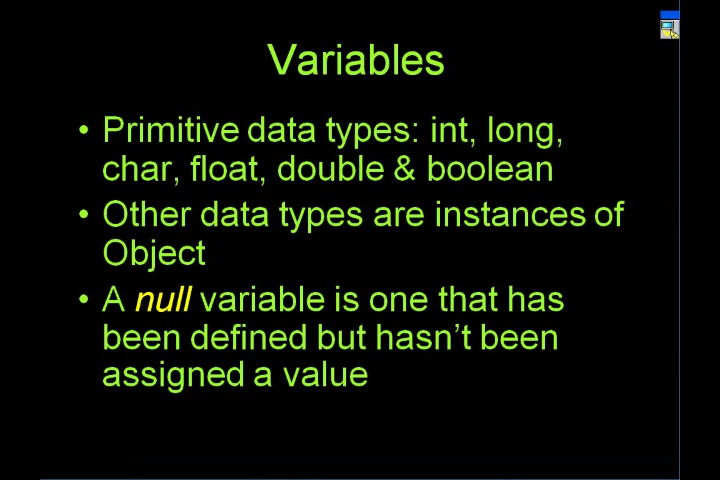 Variables
• Primitive data types: int, long,
char, float, double & boolean
• Other data types are instances of
Object
• A null variable is one that has
been defined but hasn't been
assigned a value